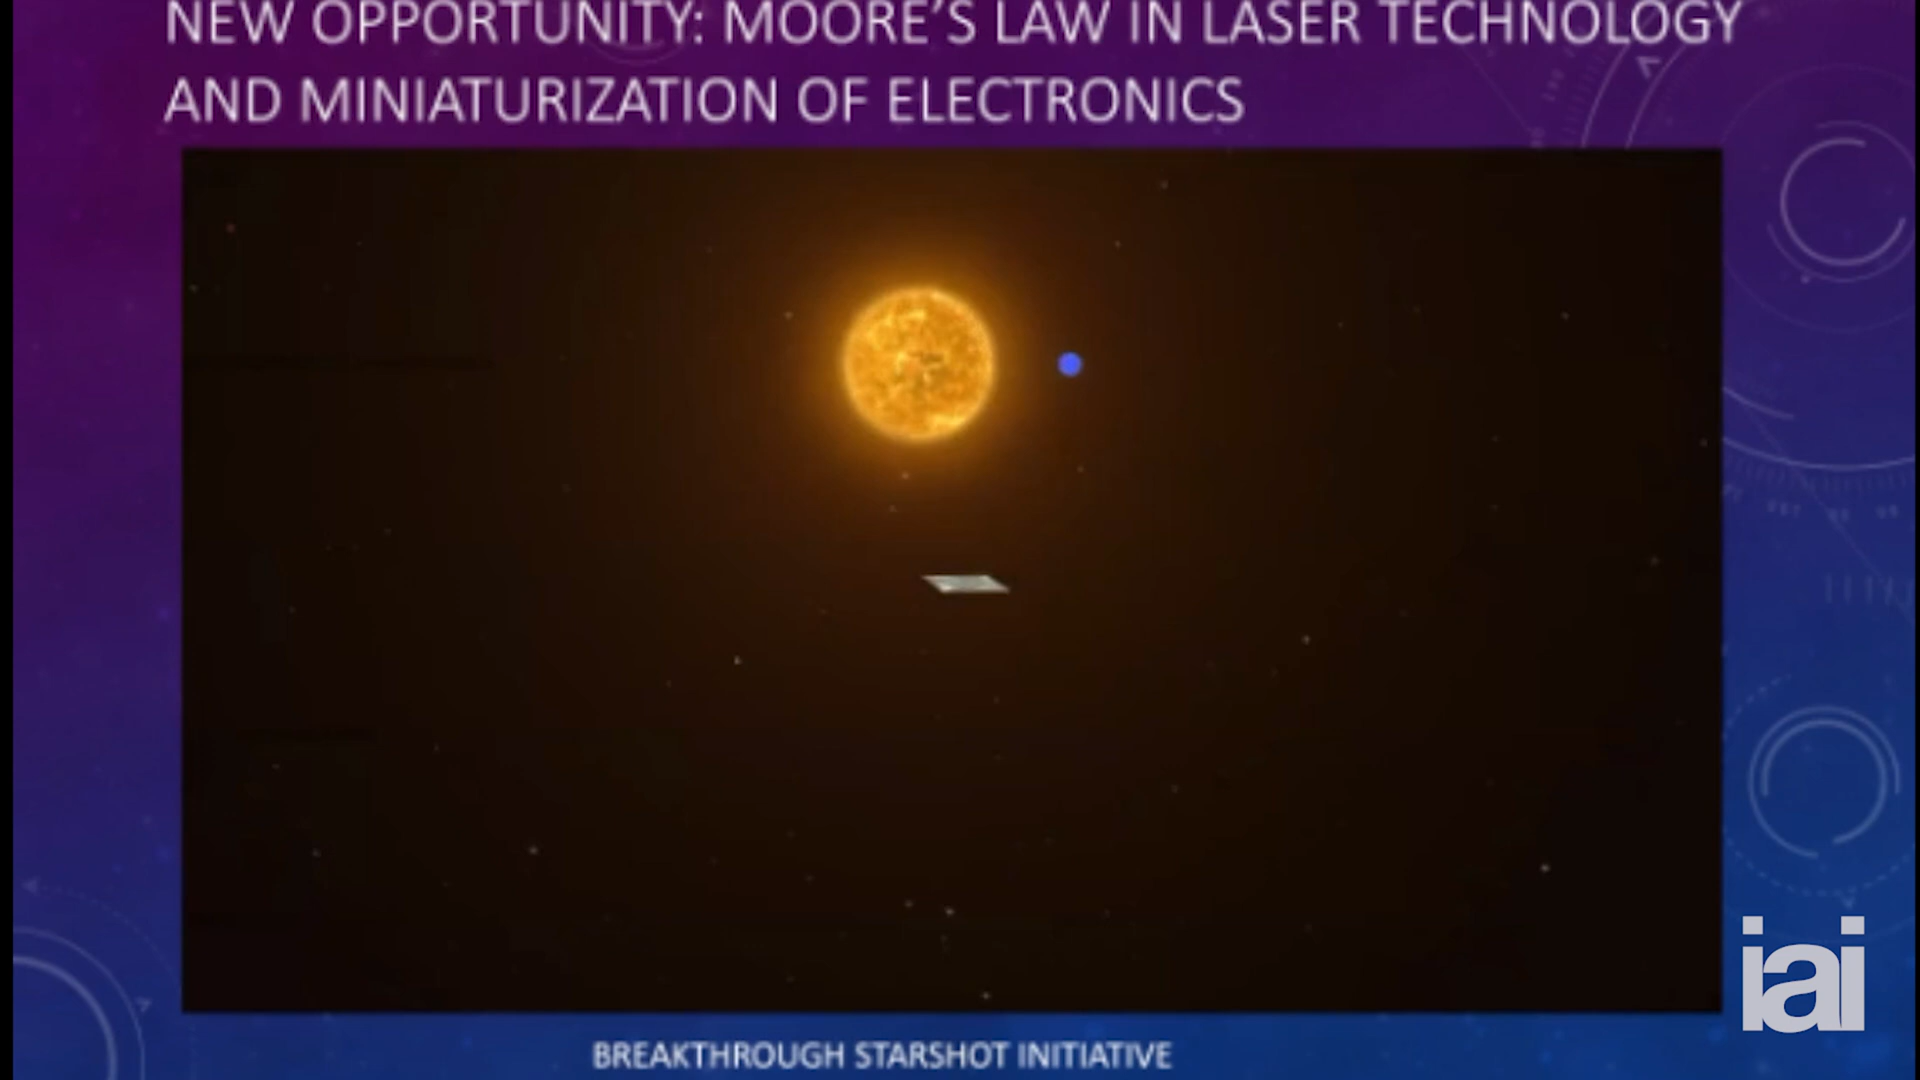 NEW OPPORTUNITY: MOORE'S LAW IN LASER TECHNOLOGY
AND MINIATURIZATION OF ELECTRONICS
iai
BREAKTHROUGH STARSHOT INITIATIVE